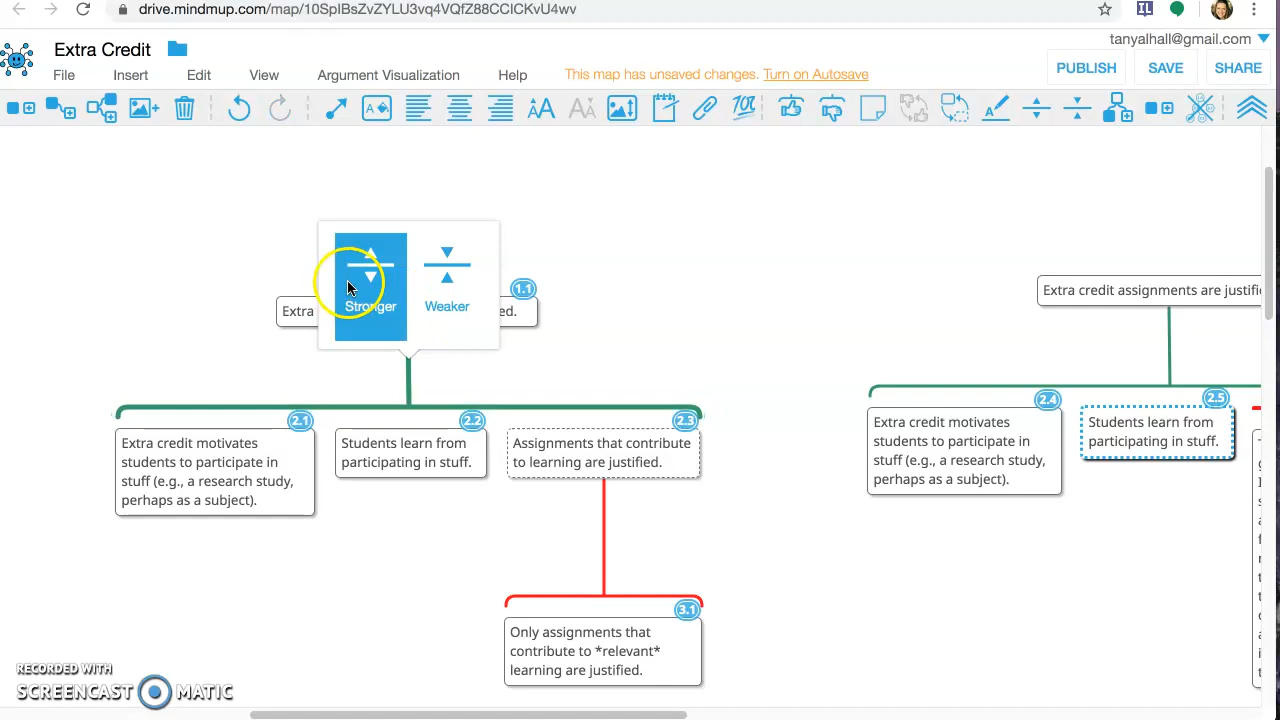 drive.mindmup.com/map/10SpIBsZvZYLU3vq4VQfZ88CCICKvU4wv
IL
Extra Credit
tanyalhall@gmail.com
File Insert Edit View Argument Visualization Help
This map has unsaved changes. Turn on Autosave
PUBLISH SAVE SHARE
Stronger
Weaker
1.1
Extra
ed.
Extra credit assignments are justifi
2.1
Extra credit motivates
students to participate in
stuff (e.g., a research study,
perhaps as a subject).
2.2
Students learn from
participating in stuff.
2.3
Assignments that contribute
to learning are justified.
2.4
Extra credit motivates
students to participate in
stuff (e.g., a research study,
perhaps as a subject).
2.5
Students learn from
participating in stuff.
3.1
Only assignments that
contribute to *relevant*
learning are justified.
RECORDED WITH
SCREENCAST MATIC